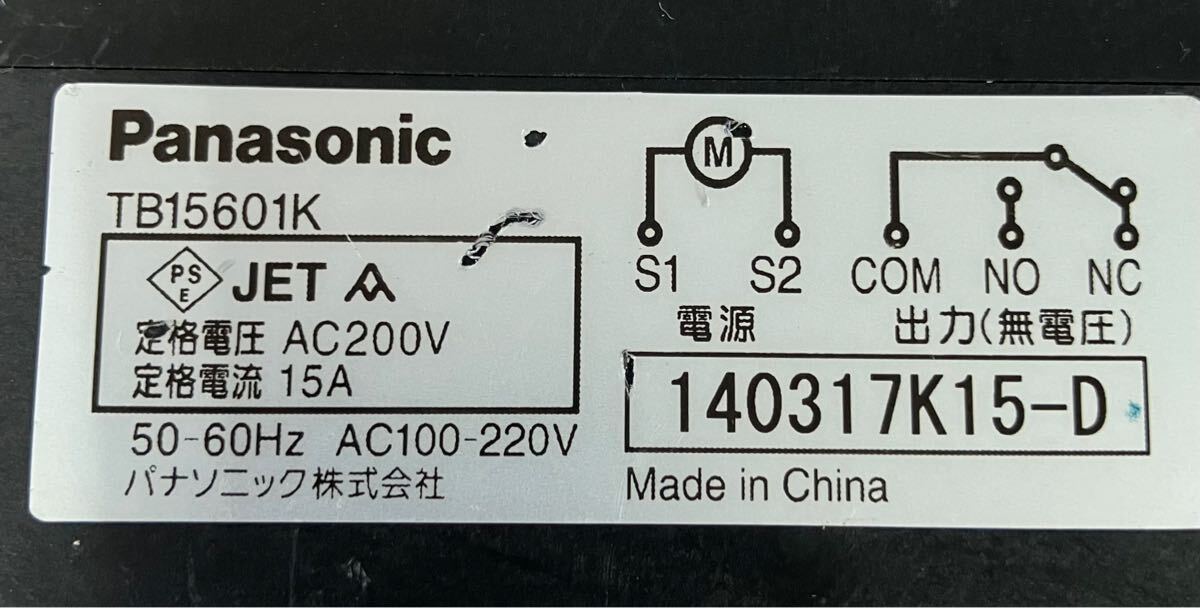 Panasonic
TB15601K
PS
E
JET
定格電圧 AC200V
定格電流 15A
50-60Hz AC100-220V
パナソニック株式会社
M
S1 S2 COM NO NC
電源 出力(無電圧)
140317K15-D
Made in China